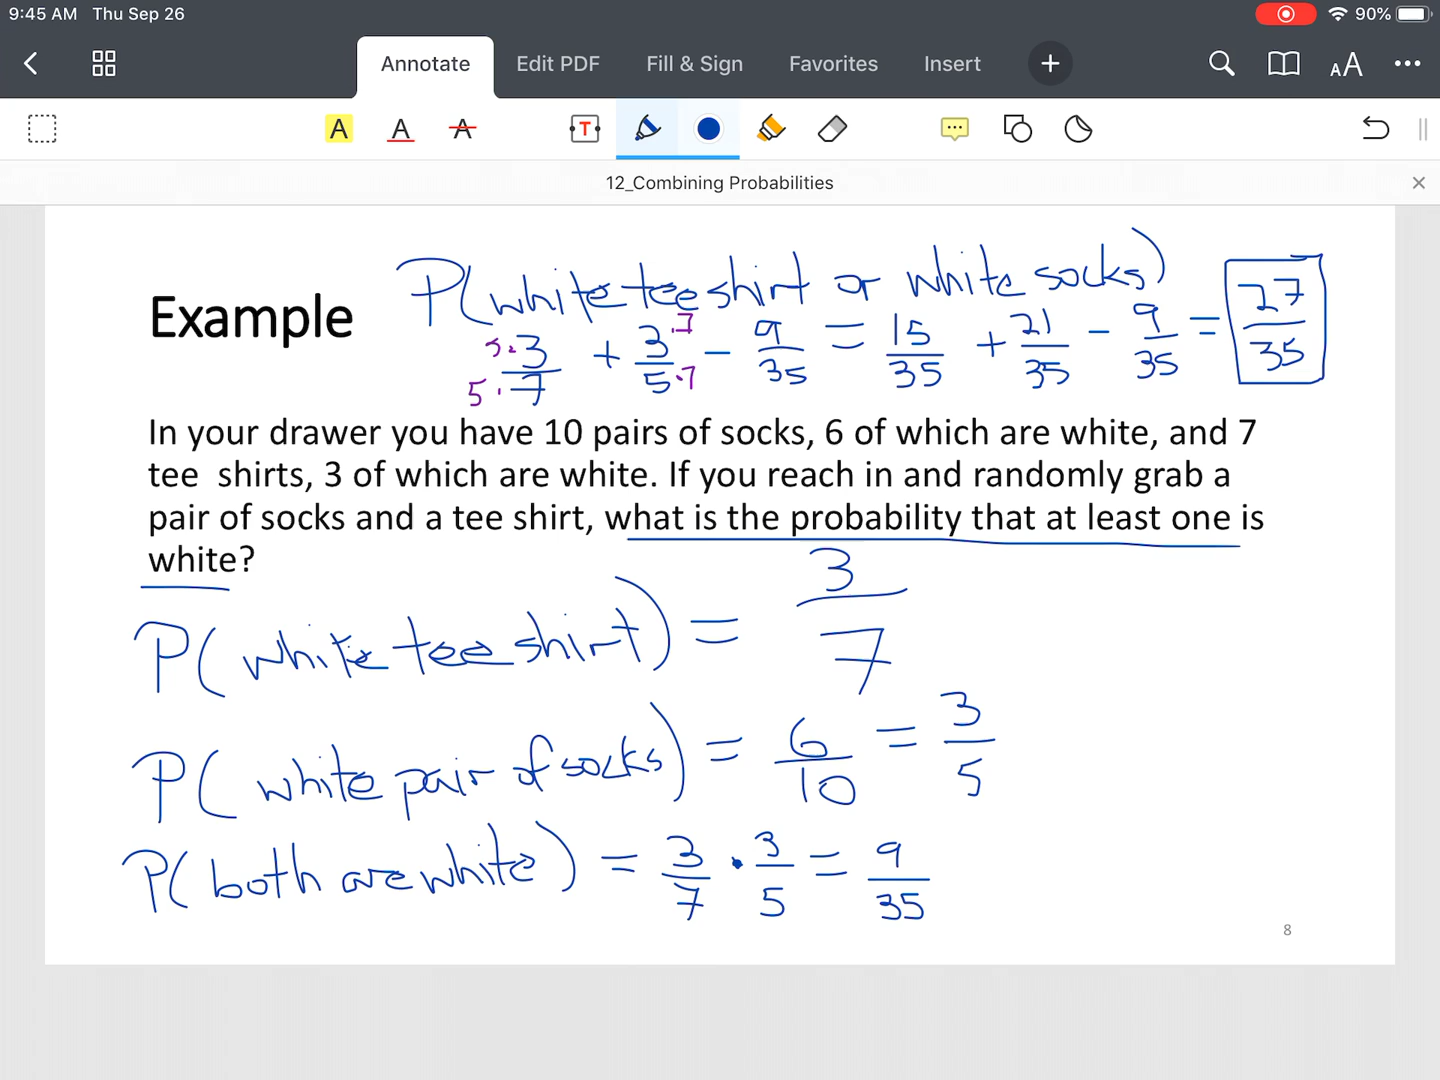 9:45 AM Thu Sep 26 90%
Annotate Edit PDF Fill & Sign Favorites Insert + AA
A A A T
12_Combining Probabilities
P(white tee shirt or white socks)
Example
5·3/5·7 + 3·7/5·7 - 9/35 = 15/35 + 21/35 - 9/35 = 27/35
In your drawer you have 10 pairs of socks, 6 of which are white, and 7
tee shirts, 3 of which are white. If you reach in and randomly grab a
pair of socks and a tee shirt, what is the probability that at least one is
white?
P(white tee shirt) = 3/7
P(white pair of socks) = 6/10 = 3/5
P(both are white) = 3/7 · 3/5 = 9/35
8